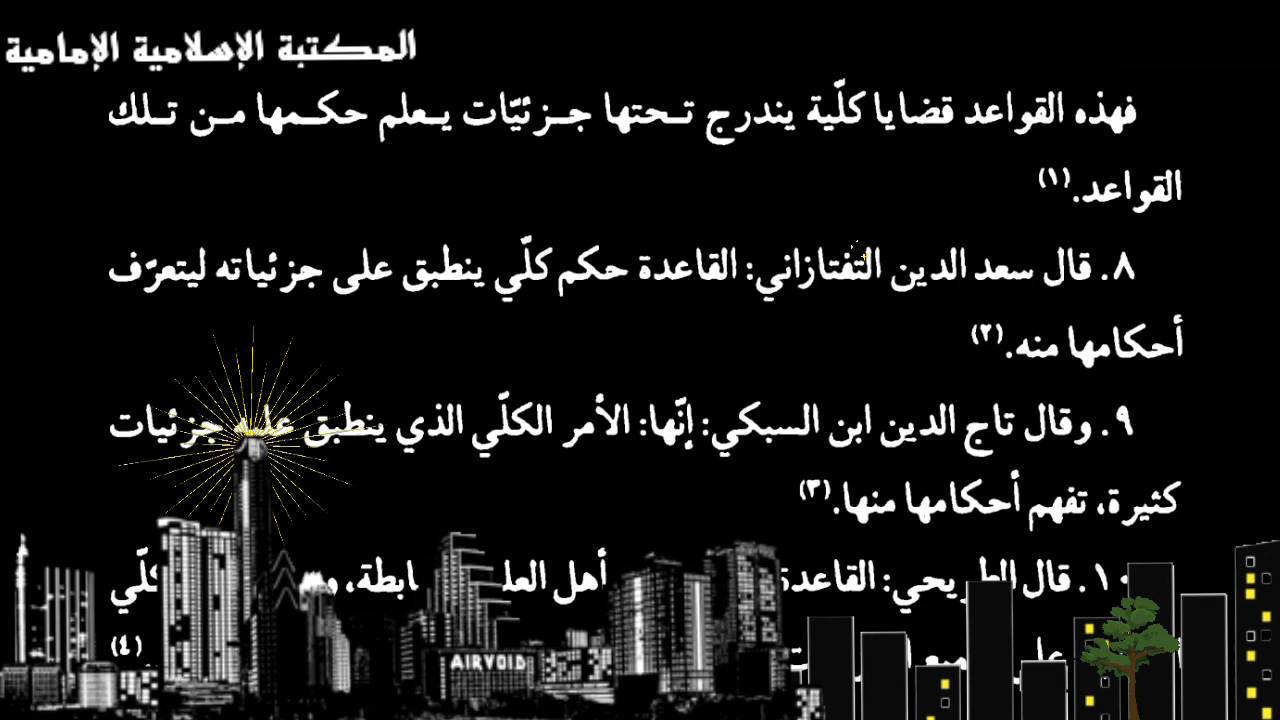 المكتبة الإسلامية الإمامية
فهذه القواعد قضايا كلّية يندرج تحتها جزئيّات يعلم حكمها من تلك
القواعد.(١)
٨. قال سعد الدين التفتازاني: القاعدة حكم كلّي ينطبق على جزئياته ليتعرّف
أحكامها منه.(٢)
٩. وقال تاج الدين ابن السبكي: إنّها: الأمر الكلّي الذي ينطبق عليه جزئيات
كثيرة، تفهم أحكامها منها.(٣)
١٠. قال الطريحي: القاعدة أهل
(٤)
AIRVOID